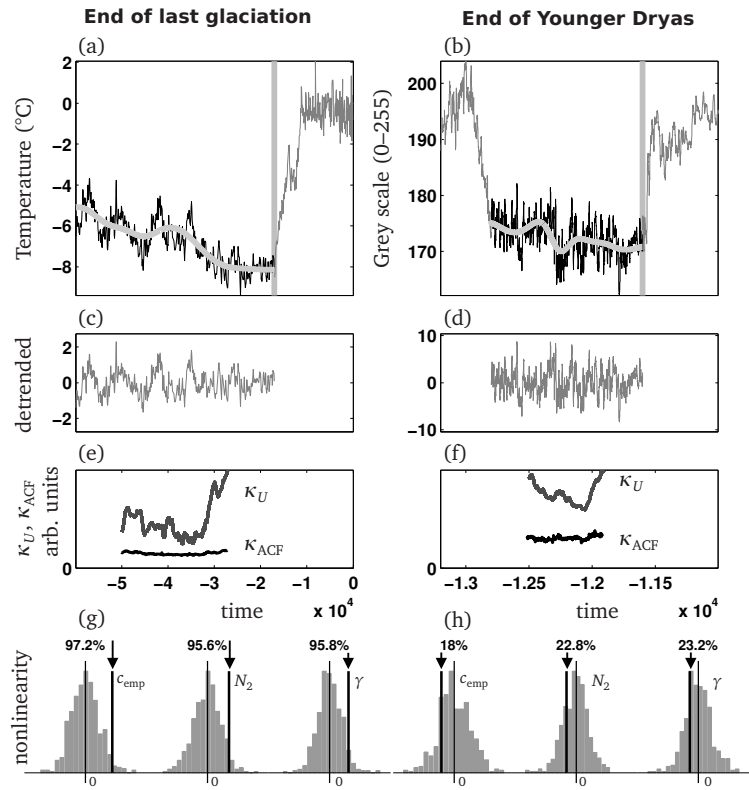 End of last glaciation
End of Younger Dryas
(a)
(b)
Temperature (°C)
2
0
−2
−4
−6
−8
Grey scale (0–255)
200
190
180
170
(c)
(d)
detrended
2
0
−2
10
0
−10
(e)
(f)
κU, κACF
arb. units
κU
κACF
0
κU
κACF
0
−5 −4 −3 −2 −1 0
−1.3 −1.25 −1.2 −1.15
time
x 10^4
time
x 10^4
(g)
(h)
nonlinearity
97.2% 95.6% 95.8%
18% 22.8% 23.2%
cemp N2 γ
cemp N2 γ
0 0 0
0 0 0